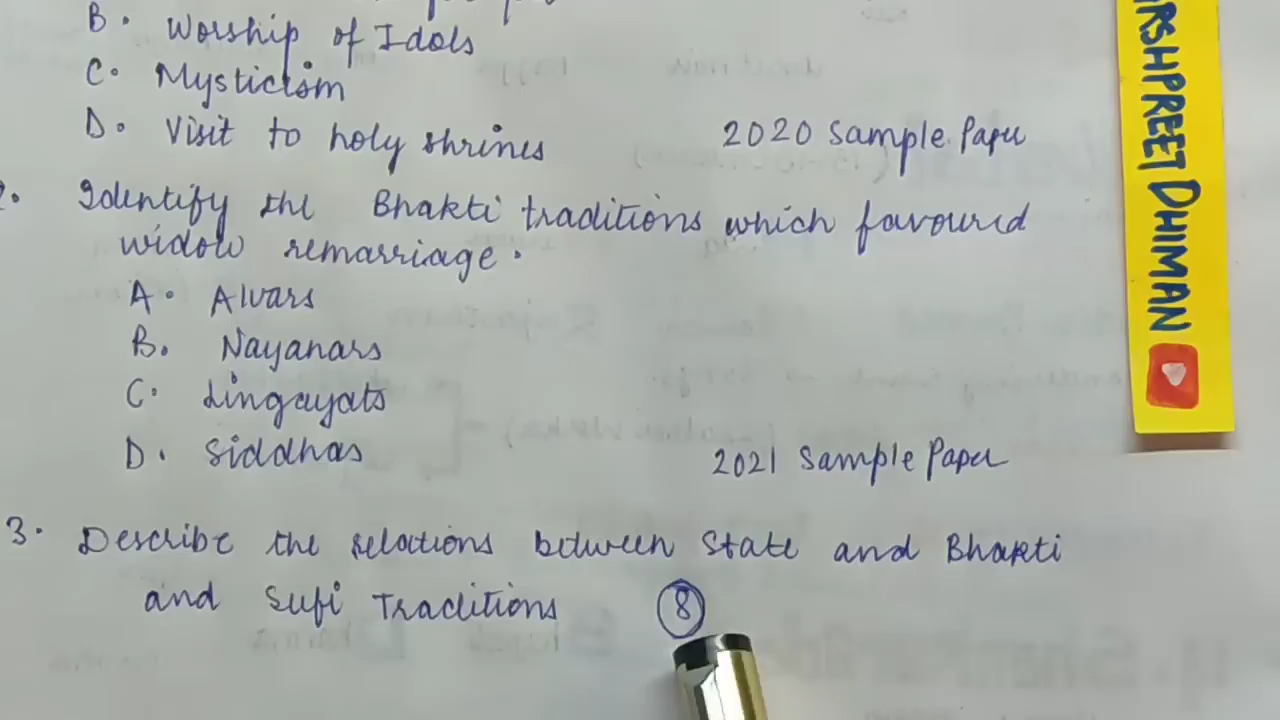 B. Worship of Idols
C. Mysticism
D. Visit to holy shrines 2020 Sample Paper
2. Identify the Bhakti traditions which favoured
widow remarriage.
A. Alvars
B. Nayanars
C. Lingayats
D. Siddhas 2021 Sample Paper
3. Describe the relations between State and Bhakti
and Sufi Traditions 8
ARSHPREET DHIMAN